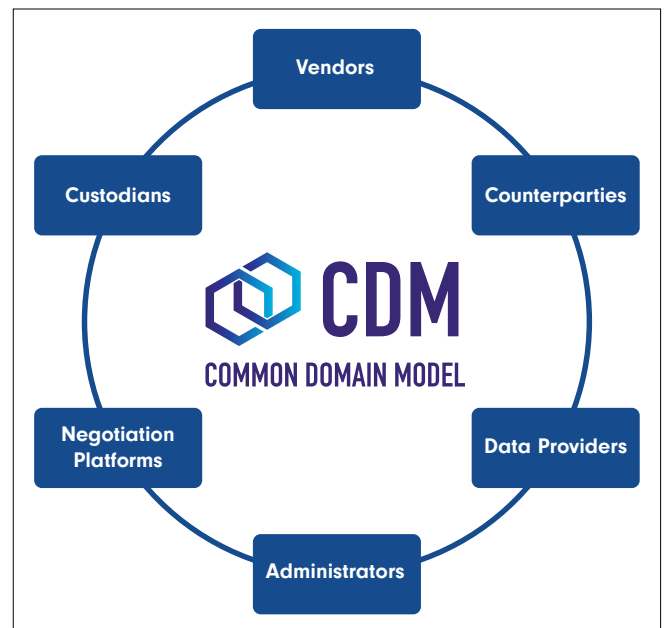 Vendors
Custodians
Counterparties
CDM
COMMON DOMAIN MODEL
Negotiation
Platforms
Data Providers
Administrators